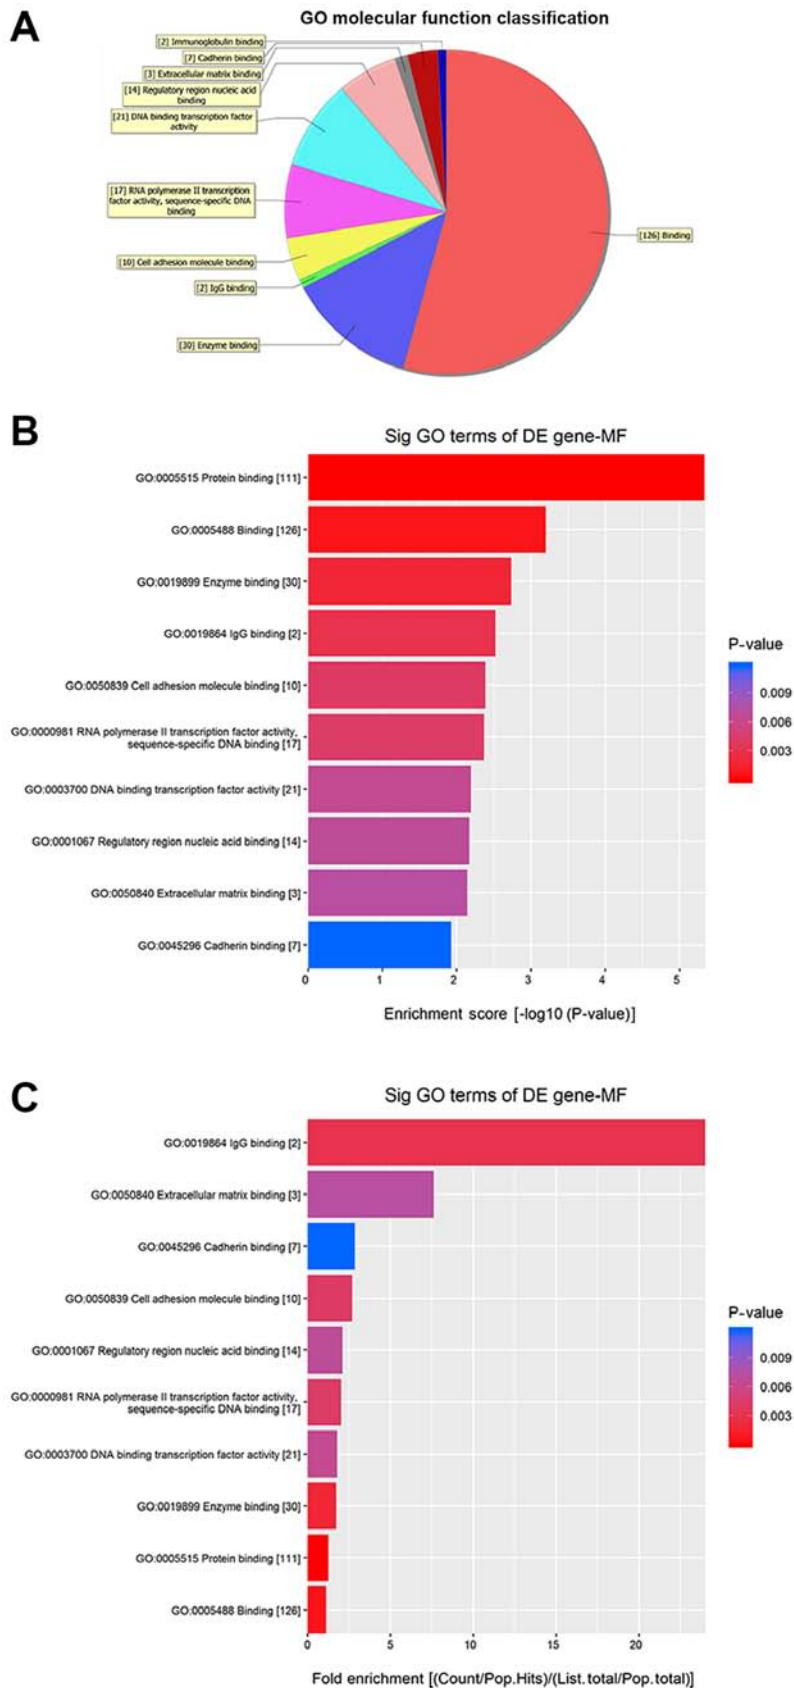 A
GO molecular function classification
[2] Immunoglobulin binding
[7] Cadherin binding
[3] Extracellular matrix binding
[14] Regulatory region nucleic acid
binding
[21] DNA binding transcription factor
activity
[17] RNA polymerase II transcription
factor activity, sequence-specific DNA
binding
[126] Binding
[10] Cell adhesion molecule binding
[2] IgG binding
[30] Enzyme binding
B
Sig GO terms of DE gene-MF
GO:0005515 Protein binding [111]
GO:0005488 Binding [126]
GO:0019899 Enzyme binding [30]
GO:0019864 IgG binding [2]
GO:0050839 Cell adhesion molecule binding [10]
GO:0000981 RNA polymerase II transcription factor activity,
sequence-specific DNA binding [17]
GO:0003700 DNA binding transcription factor activity [21]
GO:0001067 Regulatory region nucleic acid binding [14]
GO:0050840 Extracellular matrix binding [3]
GO:0045296 Cadherin binding [7]
P-value
0.009
0.006
0.003
0 1 2 3 4 5
Enrichment score [-log10 (P-value)]
C
Sig GO terms of DE gene-MF
GO:0019864 IgG binding [2]
GO:0050840 Extracellular matrix binding [3]
GO:0045296 Cadherin binding [7]
GO:0050839 Cell adhesion molecule binding [10]
GO:0001067 Regulatory region nucleic acid binding [14]
GO:0000981 RNA polymerase II transcription factor activity,
sequence-specific DNA binding [17]
GO:0003700 DNA binding transcription factor activity [21]
GO:0019899 Enzyme binding [30]
GO:0005515 Protein binding [111]
GO:0005488 Binding [126]
P-value
0.009
0.006
0.003
0 5 10 15 20
Fold enrichment [(Count/Pop.Hits)/(List.total/Pop.total)]